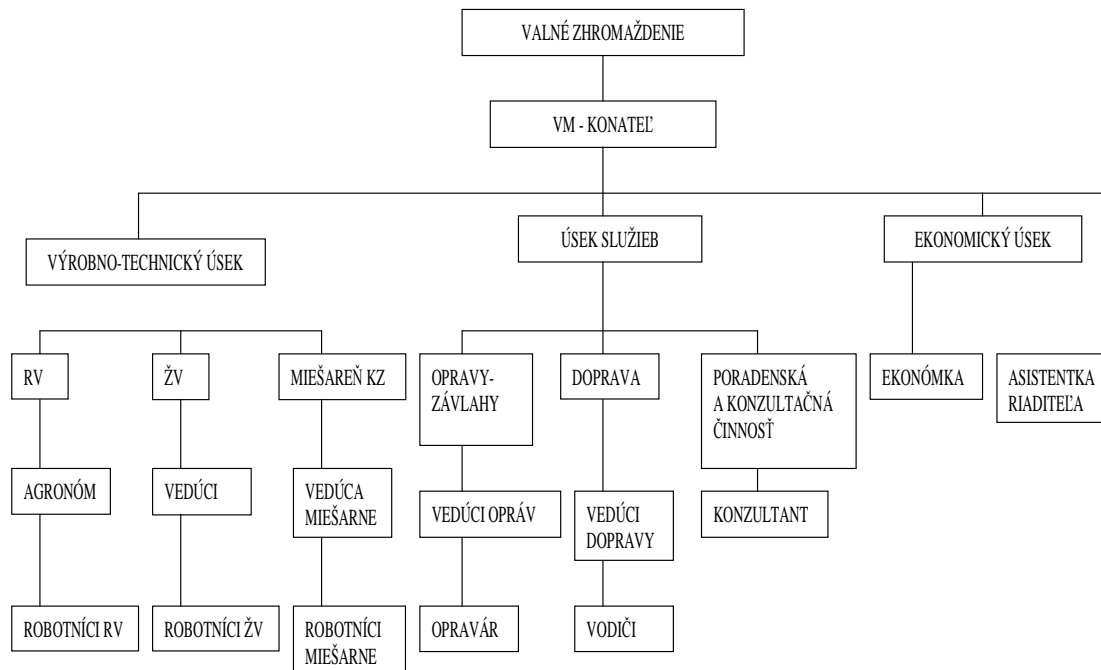 VALNÉ ZHROMAŽDENIE
VM - KONATEĽ
VÝROBNO-TECHNICKÝ ÚSEK
ÚSEK SLUŽIEB
EKONOMICKÝ ÚSEK
RV
ŽV
MIEŠAREŇ KZ
OPRAVY-
ZÁVLAHY
DOPRAVA
PORADENSKÁ
A KONZULTAČNÁ
ČINNOSŤ
EKONÓMKA
ASISTENTKA
RIADITEĽA
AGRONÓM
VEDÚCI
VEDÚCA
MIEŠARNE
VEDÚCI OPRÁV
VEDÚCI
DOPRAVY
KONZULTANT
ROBOTNÍCI RV
ROBOTNÍCI ŽV
ROBOTNÍCI
MIEŠARNE
OPRAVÁR
VODIČI